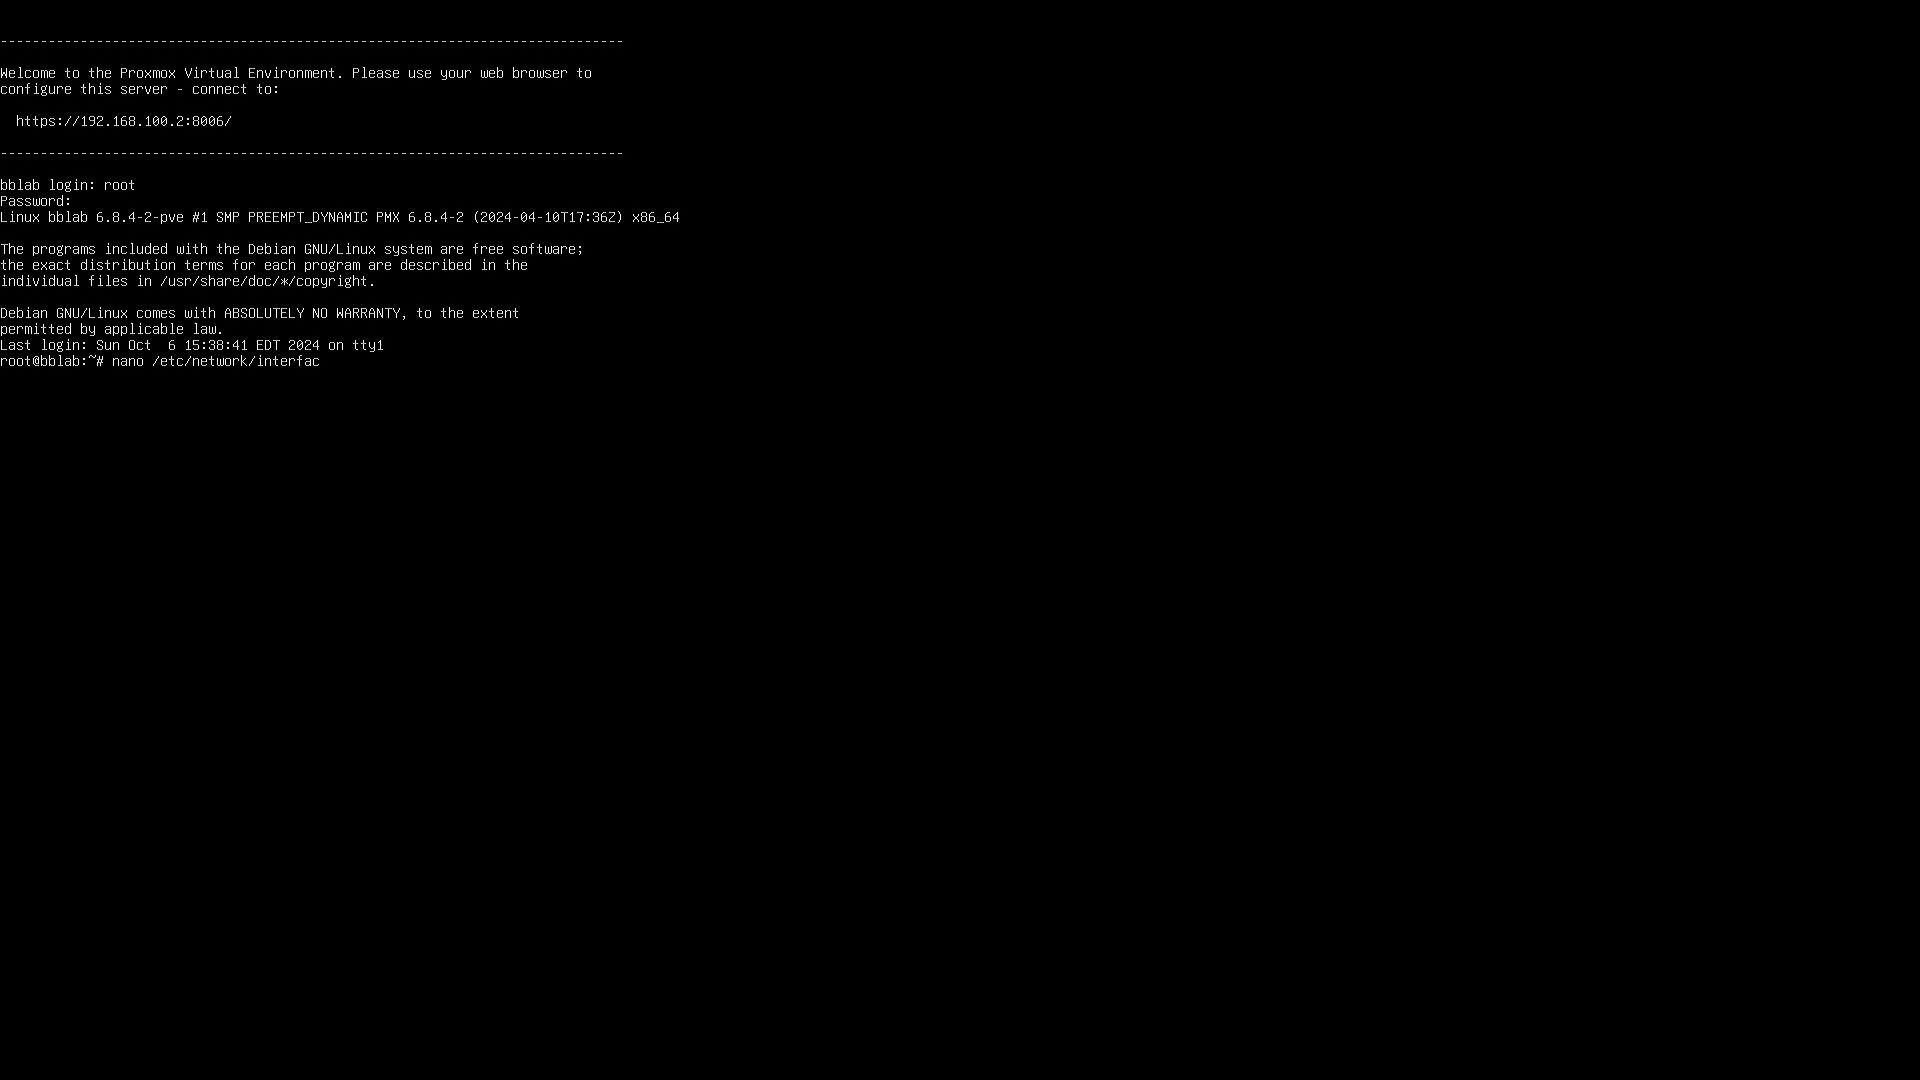 ------------------------------------------------------------------------------
Welcome to the Proxmox Virtual Environment. Please use your web browser to
configure this server - connect to:
https://192.168.100.2:8006/
------------------------------------------------------------------------------
bblab login: root
Password:
Linux bblab 6.8.4-2-pve #1 SMP PREEMPT_DYNAMIC PMX 6.8.4-2 (2024-04-10T17:36Z) x86_64
The programs included with the Debian GNU/Linux system are free software;
the exact distribution terms for each program are described in the
individual files in /usr/share/doc/*/copyright.
Debian GNU/Linux comes with ABSOLUTELY NO WARRANTY, to the extent
permitted by applicable law.
Last login: Sun Oct  6 15:38:41 EDT 2024 on tty1
root@bblab:~# nano /etc/network/interfac